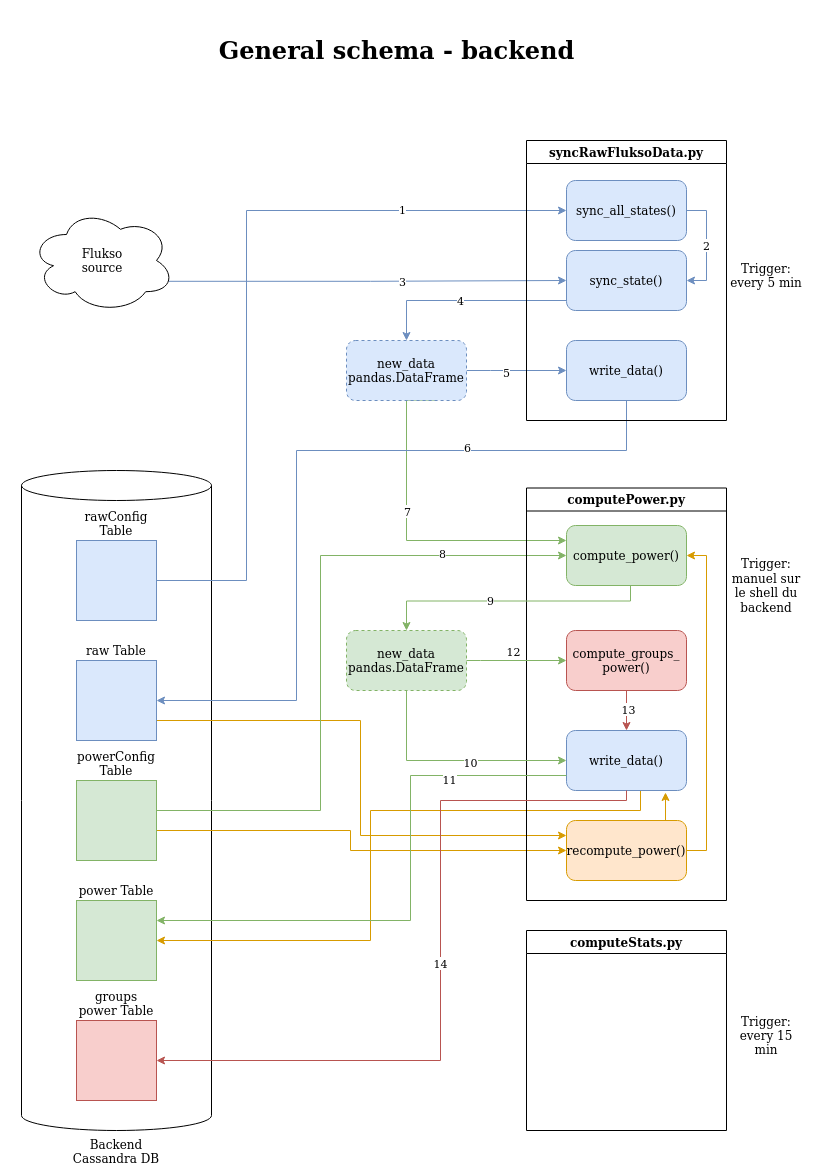 General schema - backend
syncRawFluksoData.py
sync_all_states()
1
2
Flukso
source
3
sync_state()
Trigger:
every 5 min
4
new_data
pandas.DataFrame
5
write_data()
6
rawConfig
Table
computePower.py
7
8
compute_power()
Trigger:
manuel sur
le shell du
backend
9
raw Table
new_data
pandas.DataFrame
12
compute_groups_
power()
13
powerConfig
Table
10
11
write_data()
recompute_power()
power Table
computeStats.py
14
groups
power Table
Trigger:
every 15
min
Backend
Cassandra DB